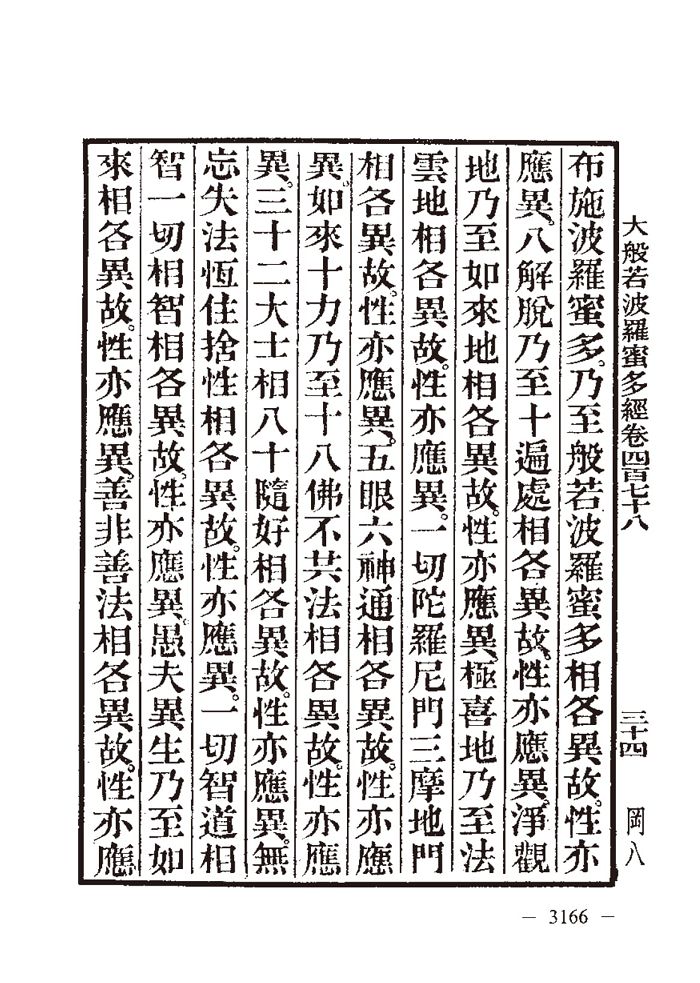 大般若波羅蜜多經卷四百七十八　三十四　岡八
布施波羅蜜多。乃至般若波羅蜜多相各異故。性亦
應異。八解脫乃至十遍處相各異故。性亦應異。淨觀
地乃至如來地相各異故。性亦應異。極喜地乃至法
雲地相各異故。性亦應異。一切陀羅尼門三摩地門
相各異故。性亦應異。五眼六神通相各異故。性亦應
異。如來十力乃至十八佛不共法相各異故。性亦應
異。三十二大士相八十隨好相各異故。性亦應異。無
忘失法恆住捨性相各異故。性亦應異。一切智道相
智一切相智相各異故。性亦應異。愚夫異生乃至如
來相各異故。性亦應異。善非善法相各異故。性亦應
— 3166 —